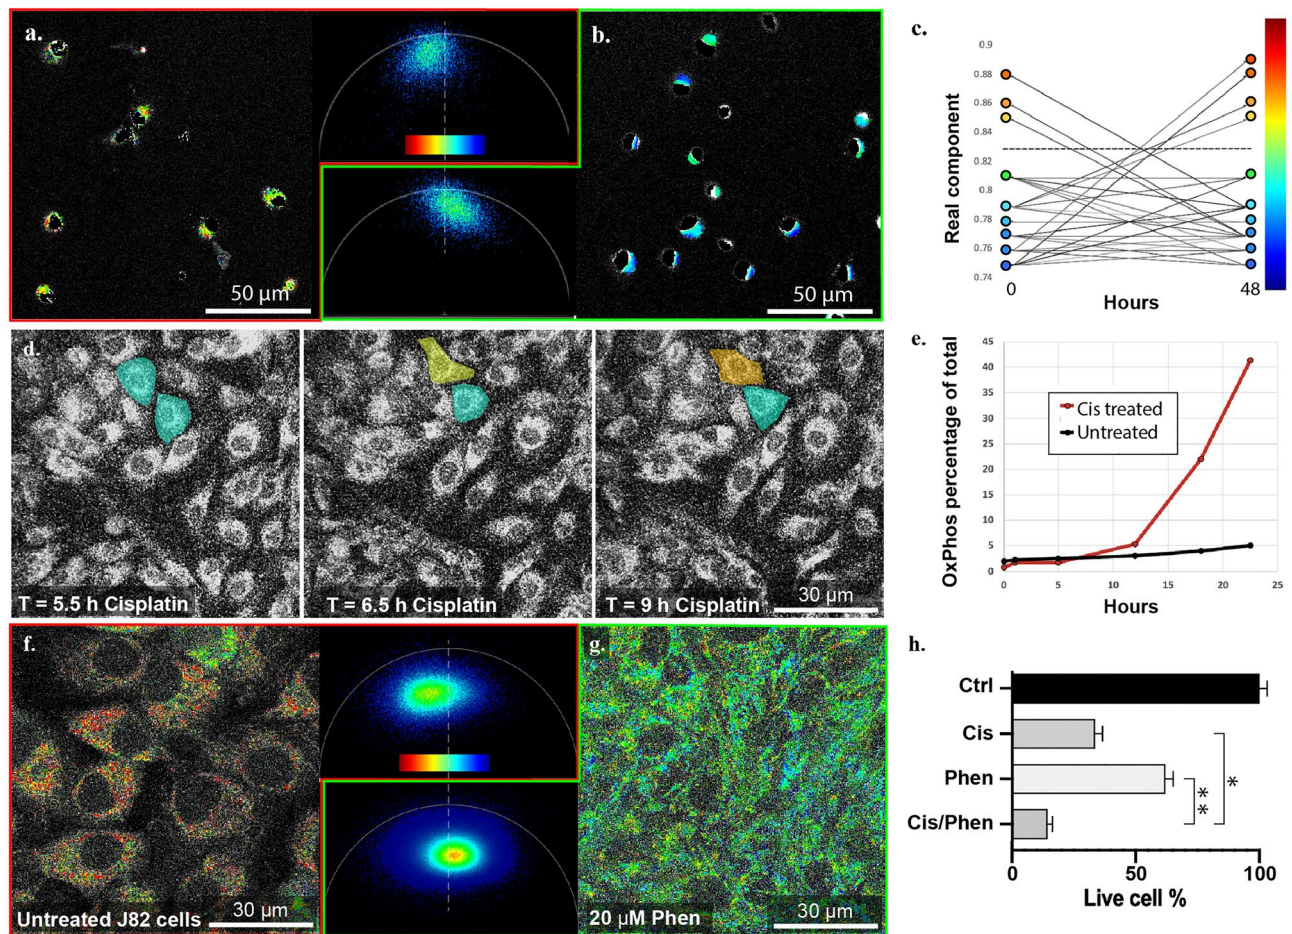 a.
50 µm
b.
50 µm
c.
Real component
0.9
0.88
0.86
0.84
0.82
0.8
0.78
0.76
0.74
0
48
Hours
d.
T = 5.5 h Cisplatin
T = 6.5 h Cisplatin
T = 9 h Cisplatin
30 µm
e.
OxPhos percentage of total
45
40
35
30
25
20
15
10
5
0
Cis treated
Untreated
0
5
10
15
20
25
Hours
f.
Untreated J82 cells
30 µm
g.
20 µM Phen
30 µm
h.
Ctrl
Cis
Phen
Cis/Phen
*
**
0
50
100
Live cell %